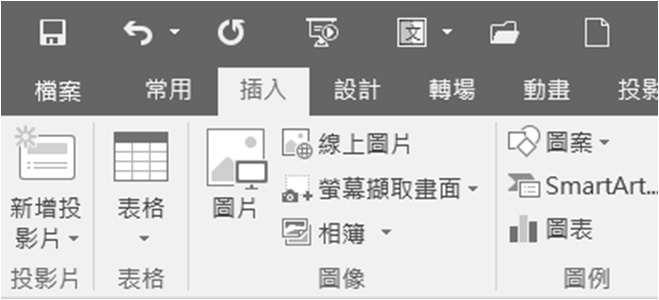 文
檔案 常用 插入 設計 轉場 動畫 投影
新增投影片
表格
圖片
線上圖片
螢幕擷取畫面
相簿
圖案
SmartArt...
圖表
投影片 表格 圖像 圖例